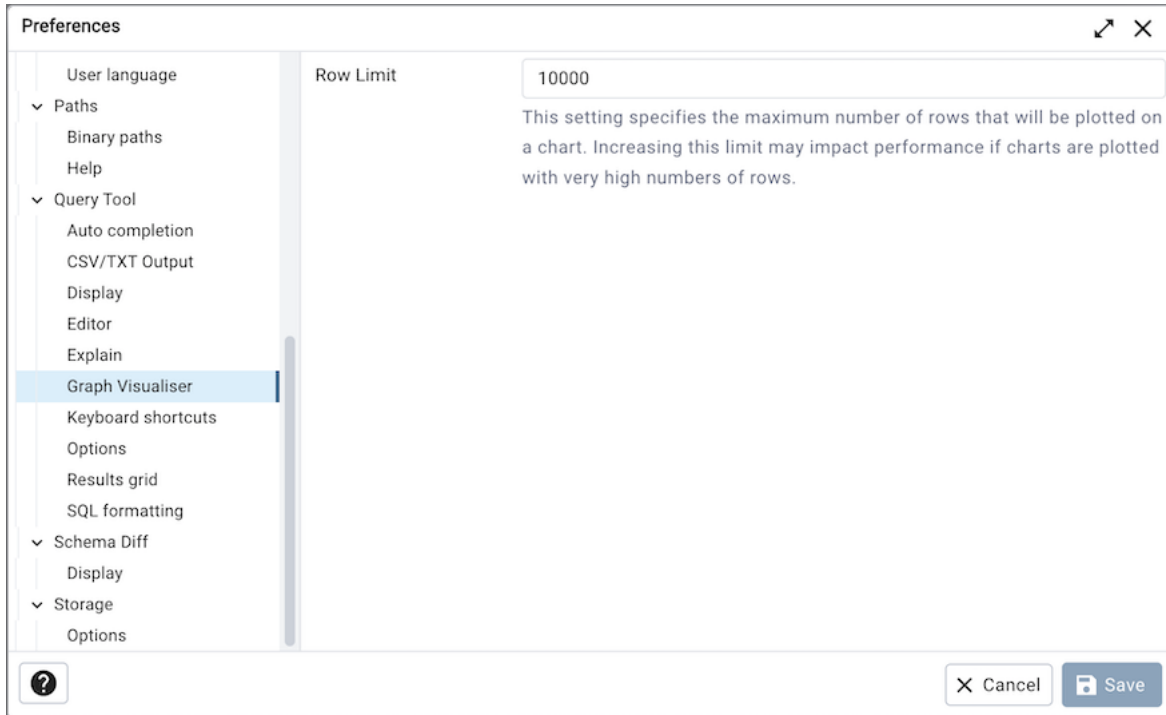 Preferences
User language
Paths
Binary paths
Help
Query Tool
Auto completion
CSV/TXT Output
Display
Editor
Explain
Graph Visualiser
Keyboard shortcuts
Options
Results grid
SQL formatting
Schema Diff
Display
Storage
Options
Row Limit
10000
This setting specifies the maximum number of rows that will be plotted on
a chart. Increasing this limit may impact performance if charts are plotted
with very high numbers of rows.
?
Cancel
Save